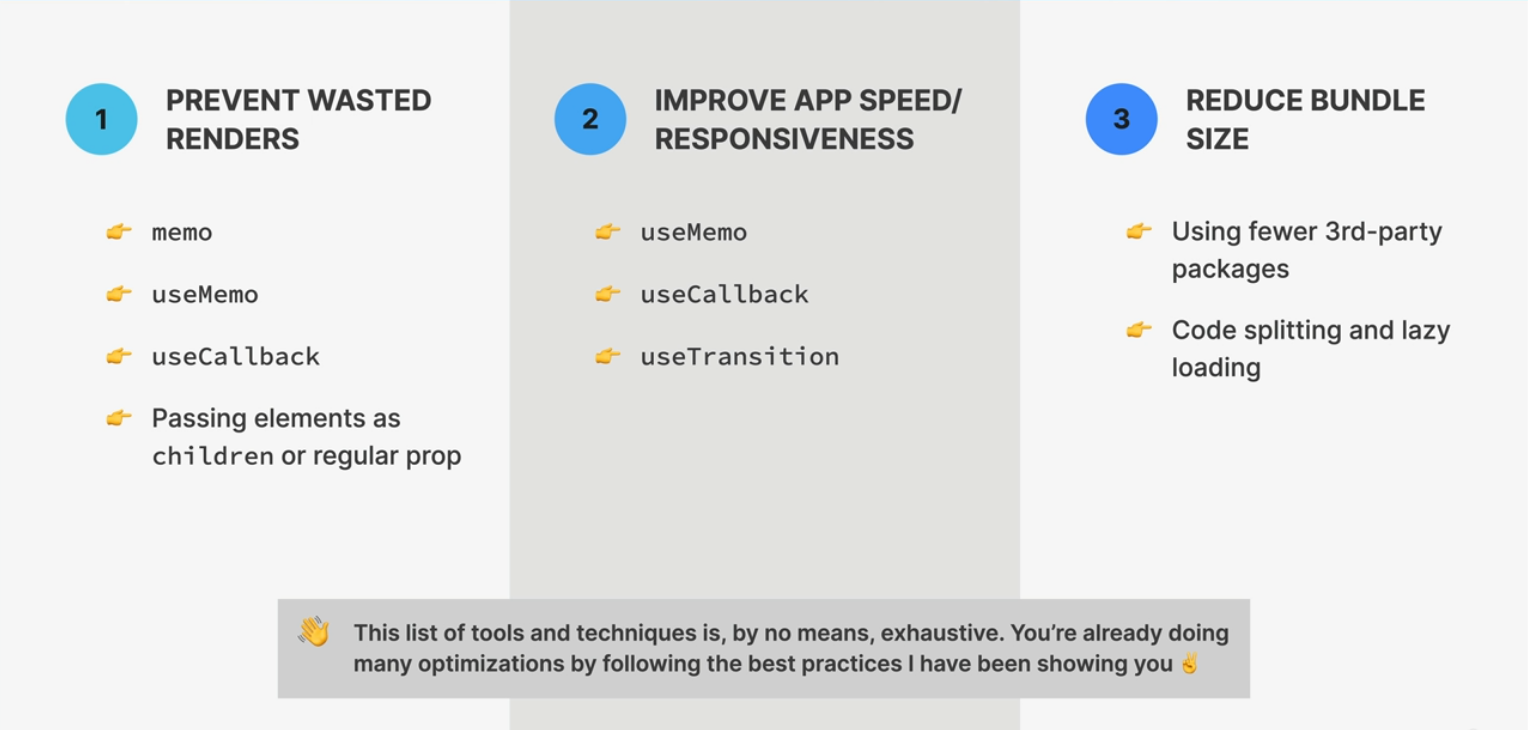 1
PREVENT WASTED
RENDERS
👉 memo
👉 useMemo
👉 useCallback
👉 Passing elements as
children or regular prop
2
IMPROVE APP SPEED/
RESPONSIVENESS
👉 useMemo
👉 useCallback
👉 useTransition
3
REDUCE BUNDLE
SIZE
👉 Using fewer 3rd-party
packages
👉 Code splitting and lazy
loading
👋 This list of tools and techniques is, by no means, exhaustive. You’re already doing
many optimizations by following the best practices I have been showing you ✌️